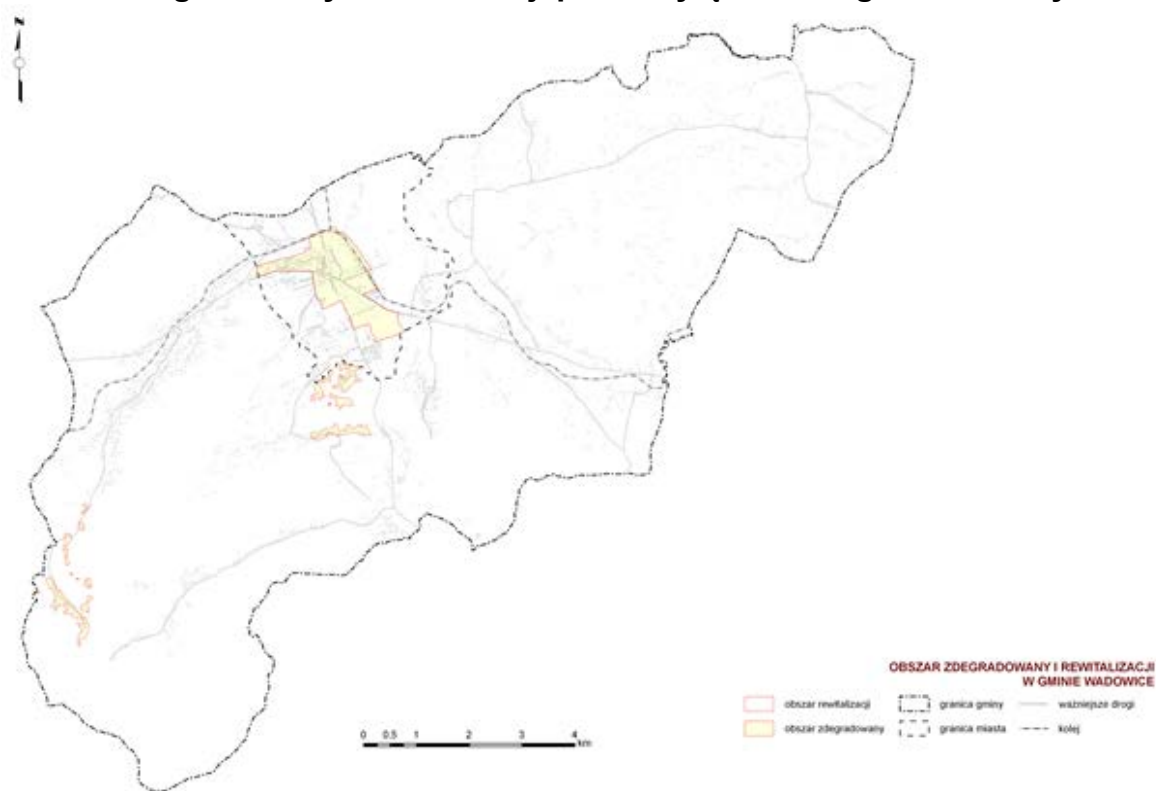 N
OBSZAR ZDEGRADOWANY I REWITALIZACJI
W GMINIE WADOWICE
obszar rewitalizacji
granica gminy
ważniejsze drogi
obszar zdegradowany
granica miasta
kolej
0 0.5 1 2 3 4
km